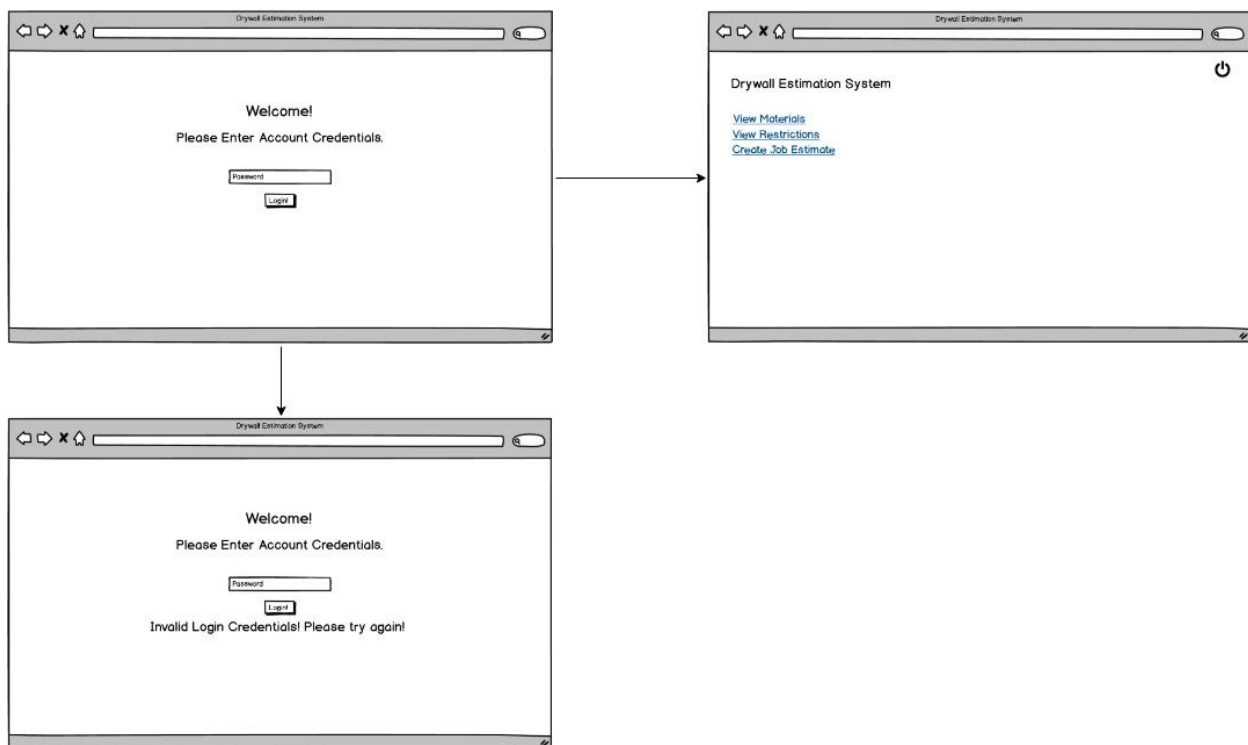 Drywall Estimation System
Welcome!
Please Enter Account Credentials.
Password
Login!
Drywall Estimation System
Drywall Estimation System
View Materials
View Restrictions
Create Job Estimate
Drywall Estimation System
Welcome!
Please Enter Account Credentials.
Password
Login!
Invalid Login Credentials! Please try again!